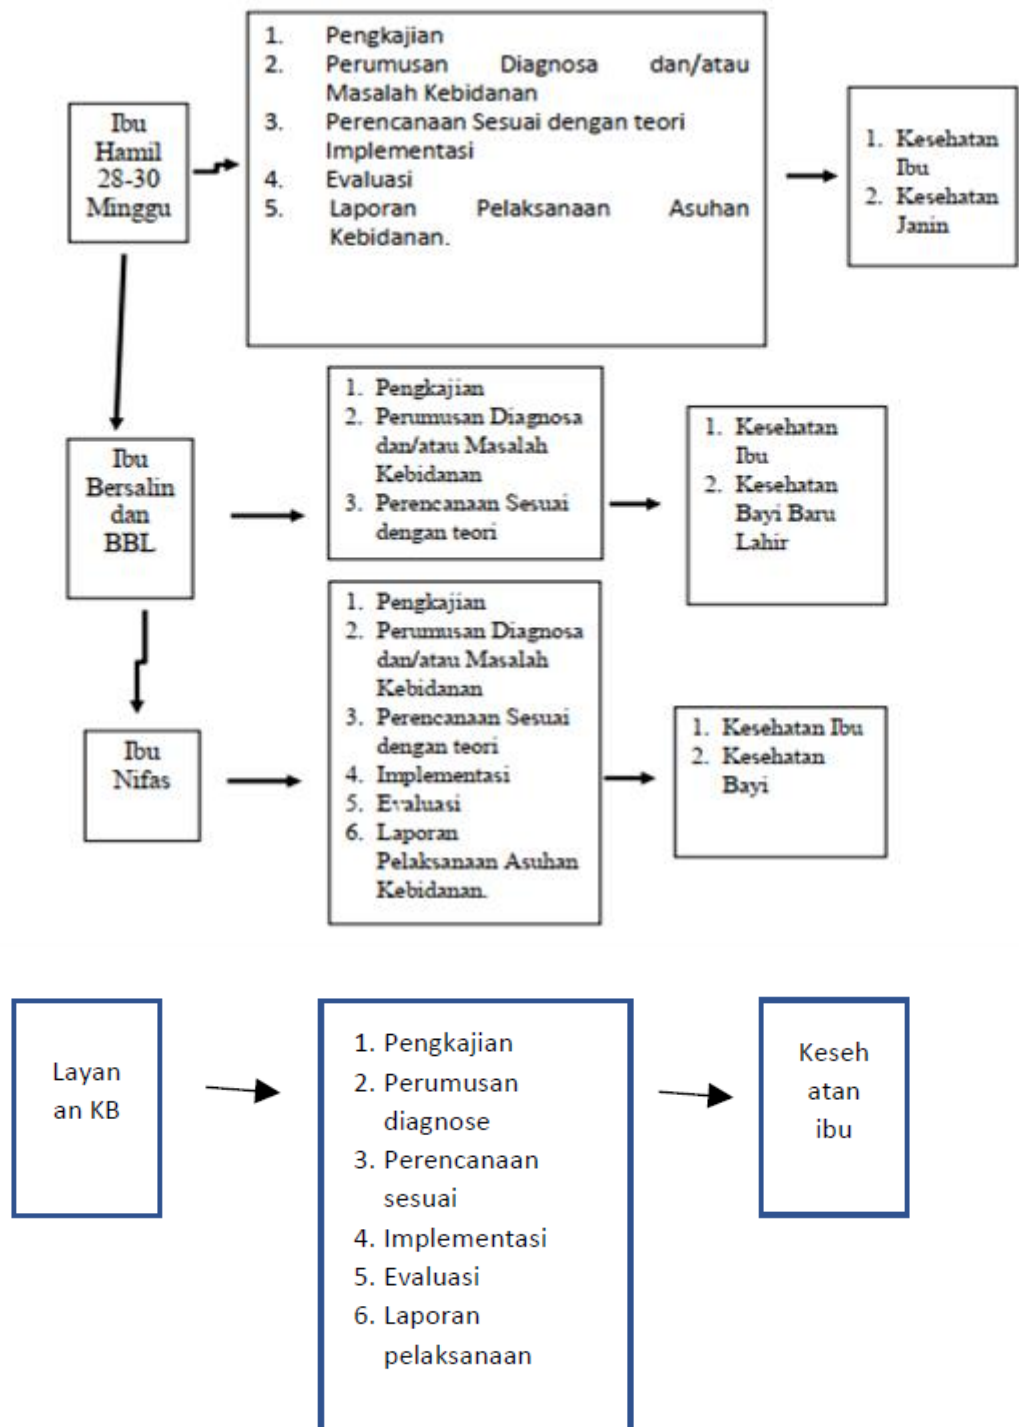 Ibu
Hamil
28-30
Minggu
1. Pengkajian
2. Perumusan Diagnosa dan/atau
Masalah Kebidanan
3. Perencanaan Sesuai dengan teori
Implementasi
4. Evaluasi
5. Laporan Pelaksanaan Asuhan
Kebidanan.
1. Kesehatan
Ibu
2. Kesehatan
Janin
Ibu
Bersalin
dan
BBL
1. Pengkajian
2. Perumusan Diagnosa
dan/atau Masalah
Kebidanan
3. Perencanaan Sesuai
dengan teori
1. Kesehatan
Ibu
2. Kesehatan
Bayi Baru
Lahir
Ibu
Nifas
1. Pengkajian
2. Perumusan Diagnosa
dan/atau Masalah
Kebidanan
3. Perencanaan Sesuai
dengan teori
4. Implementasi
5. Evaluasi
6. Laporan
Pelaksanaan Asuhan
Kebidanan.
1. Kesehatan Ibu
2. Kesehatan
Bayi
Layan
an KB
1. Pengkajian
2. Perumusan
diagnose
3. Perencanaan
sesuai
4. Implementasi
5. Evaluasi
6. Laporan
pelaksanaan
Keseh
atan
ibu